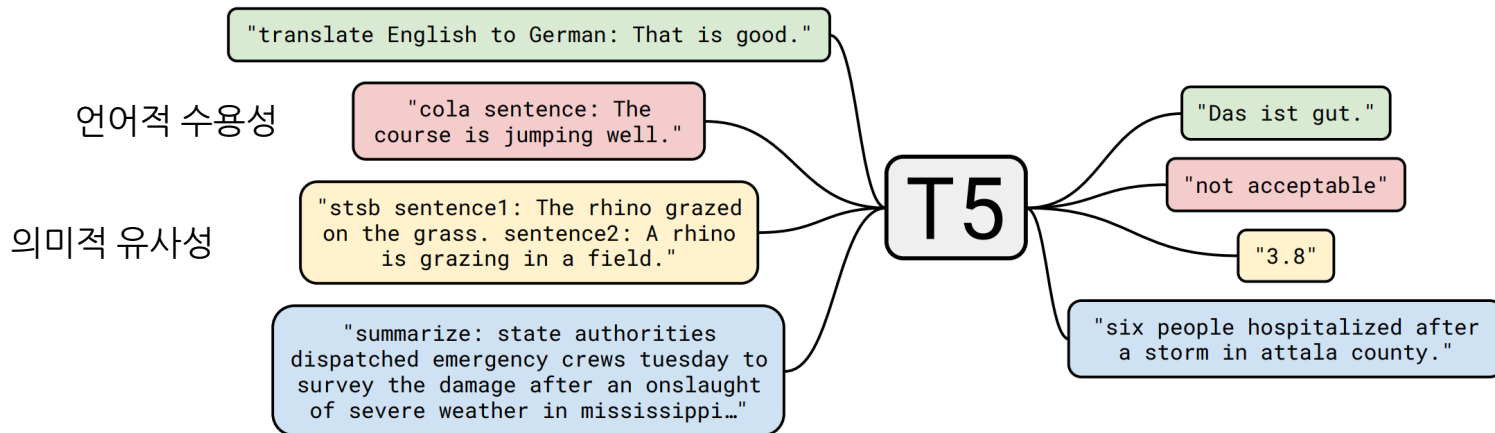 "translate English to German: That is good."
언어적 수용성
"cola sentence: The
course is jumping well."
의미적 유사성
"stsb sentence1: The rhino grazed
on the grass. sentence2: A rhino
is grazing in a field."
"summarize: state authorities
dispatched emergency crews tuesday to
survey the damage after an onslaught
of severe weather in mississippi…"
T5
"Das ist gut."
"not acceptable"
"3.8"
"six people hospitalized after
a storm in attala county."